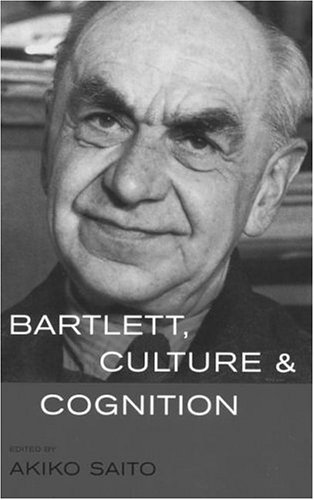 BARTLETT,
CULTURE &
COGNITION
EDITED BY
AKIKO SAITO